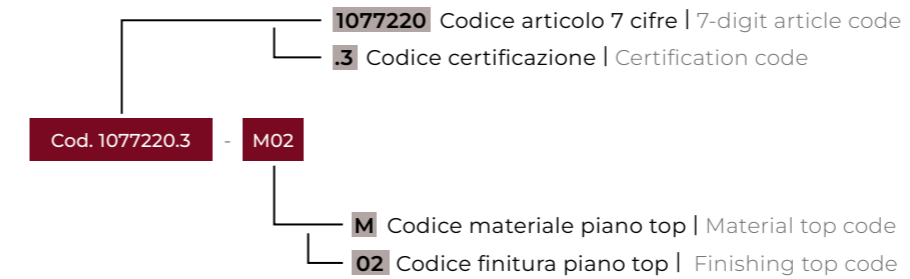 1077220 Codice articolo 7 cifre | 7-digit article code
.3 Codice certificazione | Certification code
Cod. 1077220.3 - M02
M Codice materiale piano top | Material top code
02 Codice finitura piano top | Finishing top code